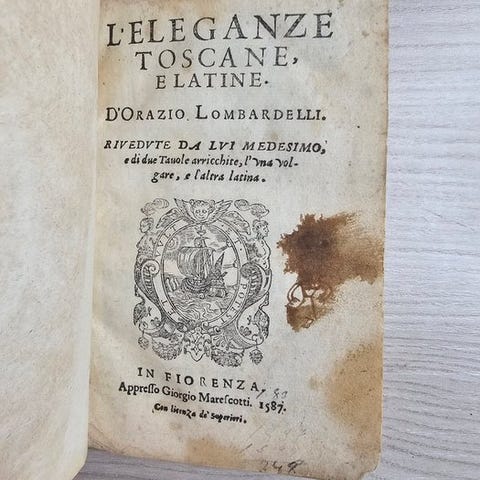 L'ELEGANZE
TOSCANE,
E LATINE.
D'ORAZIO LOMBARDELLI.
RIVEDVTE DA LVI MEDESIMO,
e di due Tauole arricchite, l'vna vol-
gare, e l'altra latina.
IN FIORENZA,
Appresso Giorgio Marescotti. 1587.
Con licenza de' Superiori.